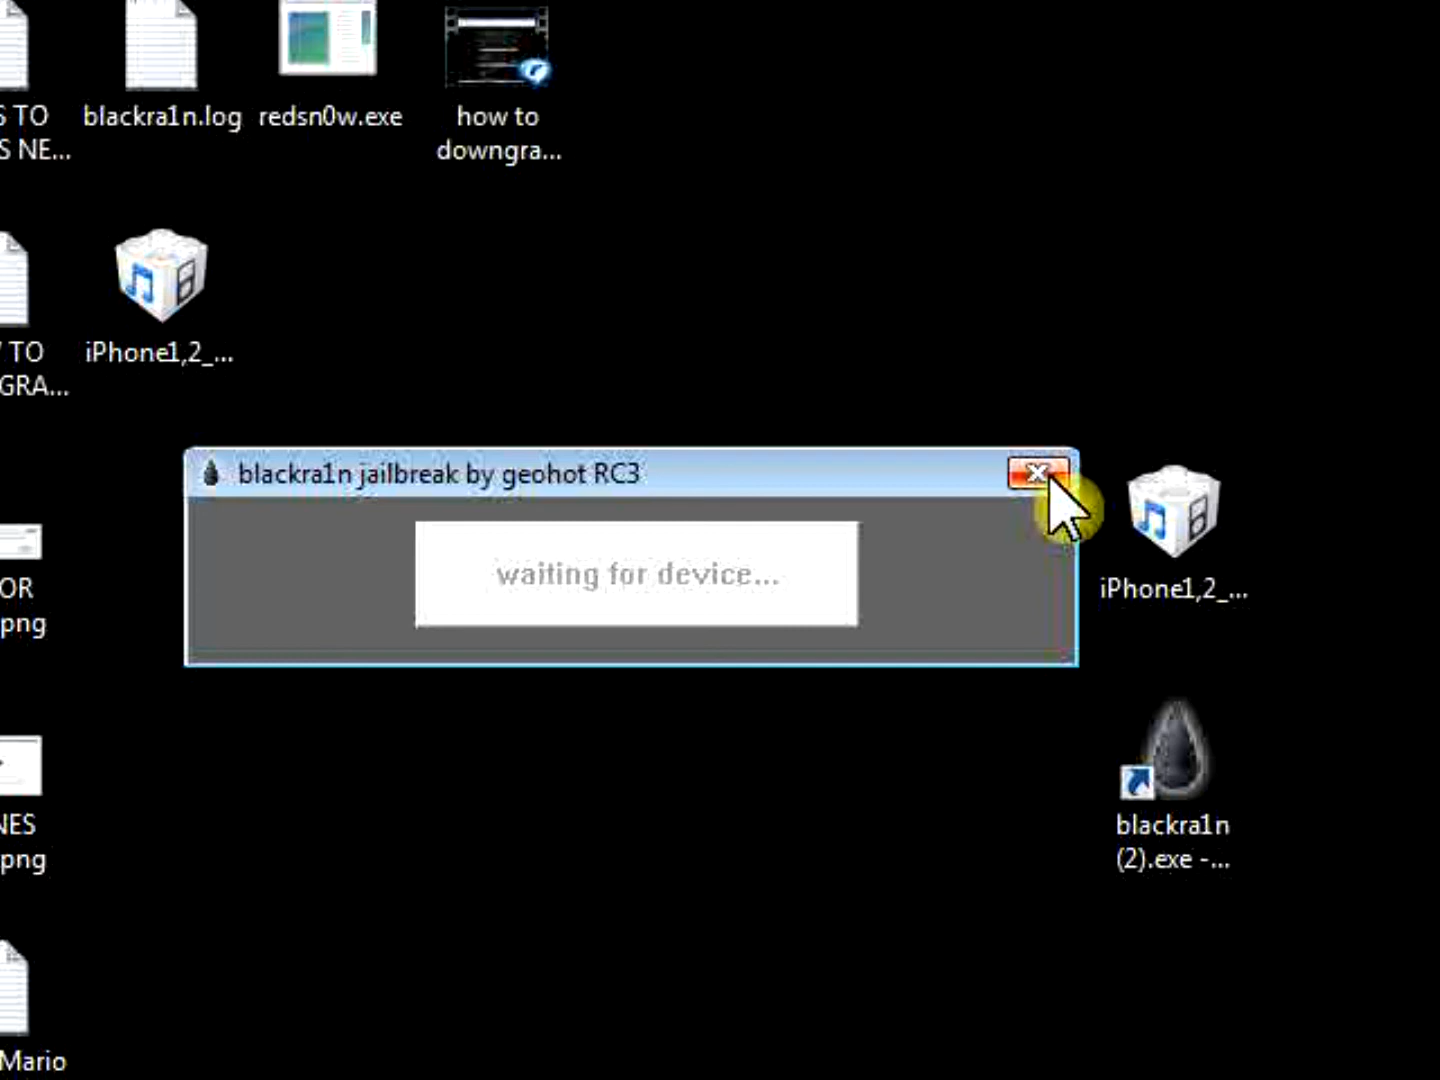 S TO
S NE...
blackra1n.log
redsn0w.exe
how to
downgra...
TO
GRA...
iPhone1,2_...
blackra1n jailbreak by geohot RC3
waiting for device...
iPhone1,2_...
OR
png
blackra1n
(2).exe -...
NES
png
Mario